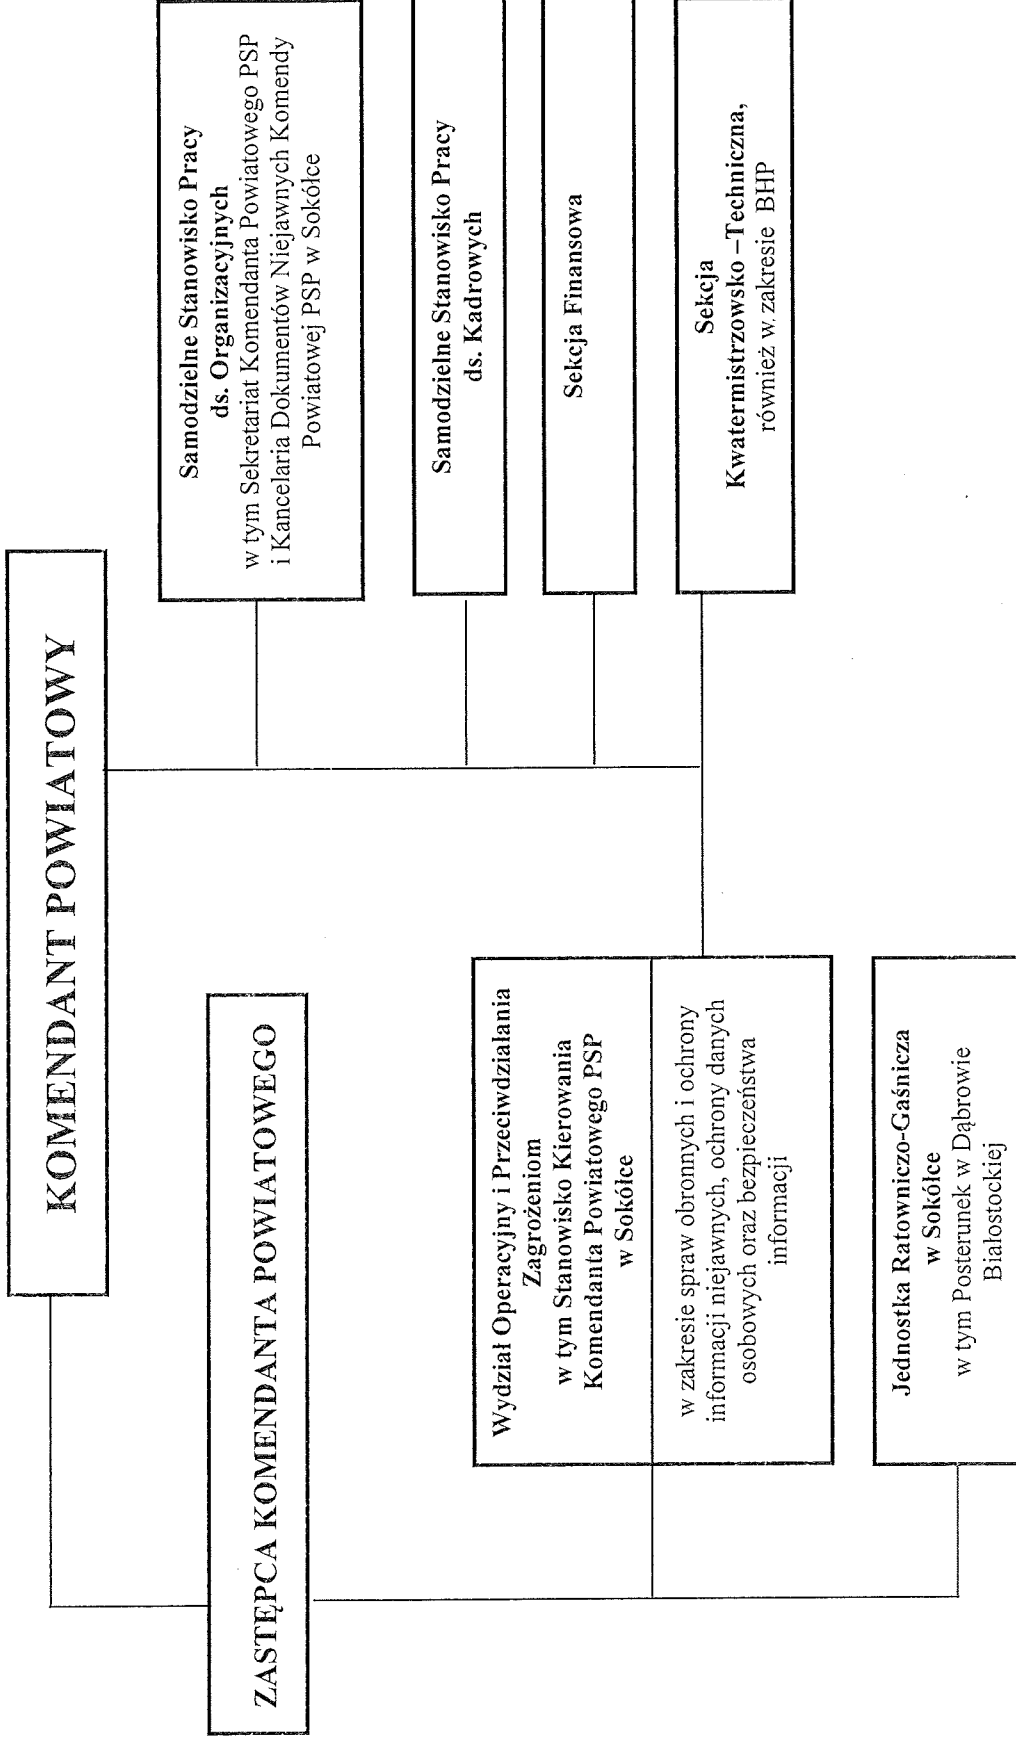 KOMENDANT POWIATOWY
ZASTĘPCA KOMENDANTA POWIATOWEGO
Wydział Operacyjny i Przeciwdziałania
Zagrożeniom
w tym Stanowisko Kierowania
Komendanta Powiatowego PSP
w Sokółce
w zakresie spraw obronnych i ochrony
informacji niejawnych, ochrony danych
osobowych oraz bezpieczeństwa
informacji
Jednostka Ratowniczo-Gaśnicza
w Sokółce
w tym Posterunek w Dąbrowie
Białostockiej
Samodzielne Stanowisko Pracy
ds. Organizacyjnych
w tym Sekretariat Komendanta Powiatowego PSP
i Kancelaria Dokumentów Niejawnych Komendy
Powiatowej PSP w Sokółce
Samodzielne Stanowisko Pracy
ds. Kadrowych
Sekcja Finansowa
Sekcja
Kwatermistrzowsko –Techniczna,
również w zakresie BHP